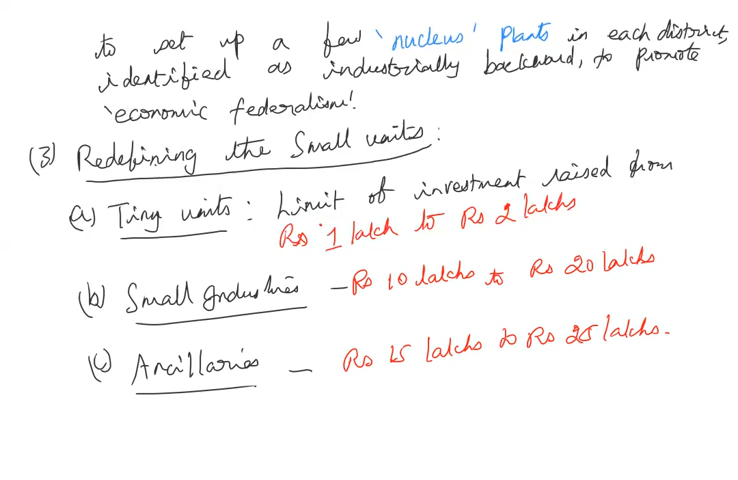 to set up a few 'nucleus' Plants in each district,
identified as industrially backward, to promote
'economic federalism'.
(3) Redefining the Small units:
(a) Tiny units: Limit of investment raised from
Rs 1 lakh to Rs 2 lakhs
(b) Small Industries – Rs 10 lakhs to Rs 20 lakhs
(c) Ancillaries – Rs 15 lakhs to Rs 25 lakhs.